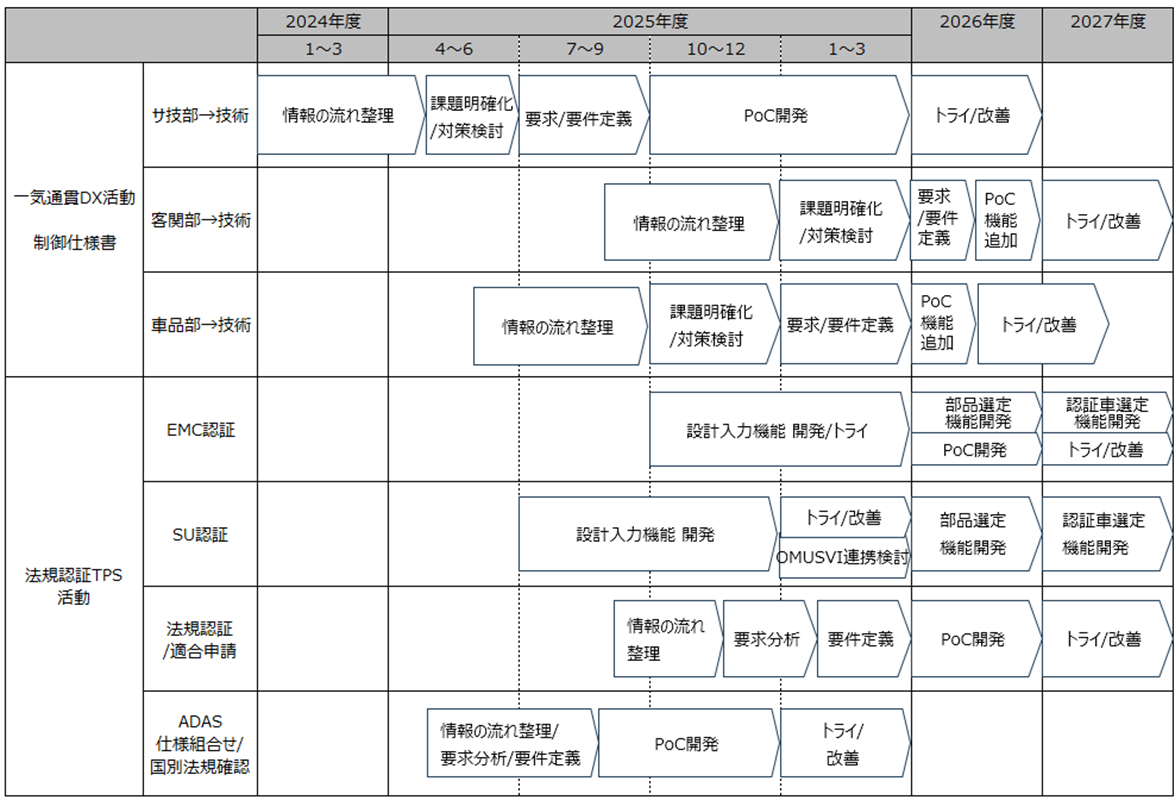 2024年度
2025年度
2026年度
2027年度
1～3
4～6
7～9
10～12
1～3
一気通貫DX活動
制御仕様書
サ技部→技術
情報の流れ整理
課題明確化
/対策検討
要求/要件定義
PoC開発
トライ/改善
客関部→技術
情報の流れ整理
課題明確化
/対策検討
要求
/要件
定義
PoC
機能
追加
トライ/改善
車品部→技術
情報の流れ整理
課題明確化
/対策検討
要求/要件定義
PoC
機能
追加
トライ/改善
法規認証TPS
活動
EMC認証
設計入力機能 開発/トライ
部品選定
機能開発
PoC開発
認証車選定
機能開発
トライ/改善
SU認証
設計入力機能 開発
トライ/改善
OMUSVI連携検討
部品選定
機能開発
認証車選定
機能開発
法規認証
/適合申請
情報の流れ
整理
要求分析
要件定義
PoC開発
トライ/改善
ADAS
仕様組合せ/
国別法規確認
情報の流れ整理/
要求分析/要件定義
PoC開発
トライ/
改善